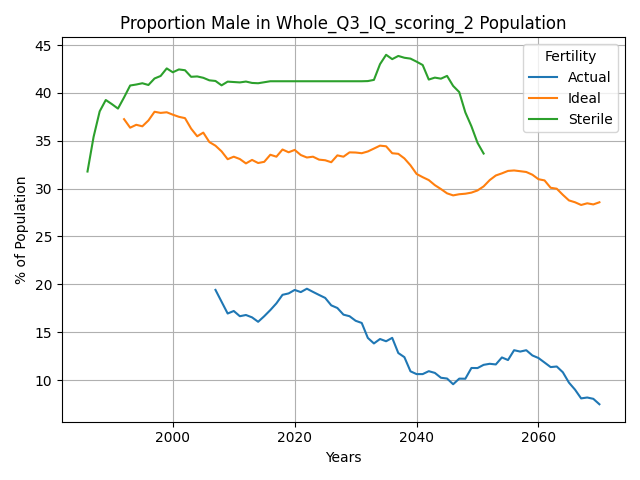 Proportion Male in Whole_Q3_IQ_scoring_2 Population
Fertility
Actual
Ideal
Sterile
% of Population
45
40
35
30
25
20
15
10
2000
2020
2040
2060
Years